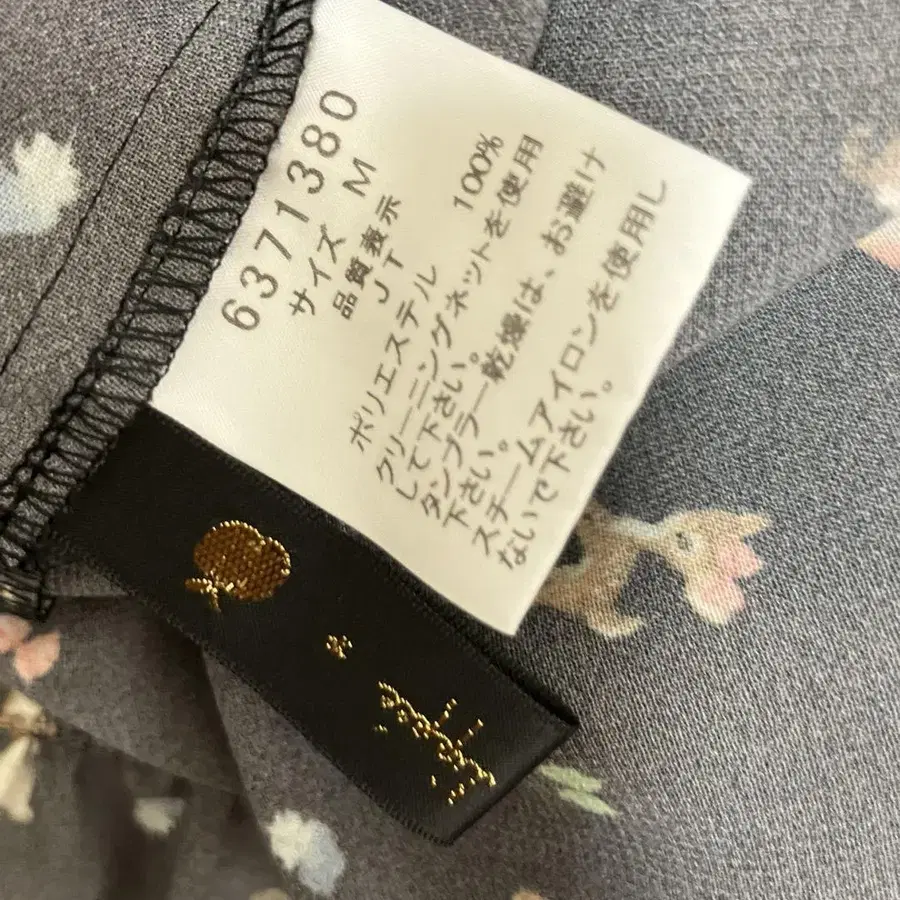 6371380
サイズ M
品質表示
JT
ポリエステル 100%
クリーニングネットを使用
して下さい。
タンブラー乾燥は、お避け
下さい。
スチームアイロンを使用し
ないで下さい。